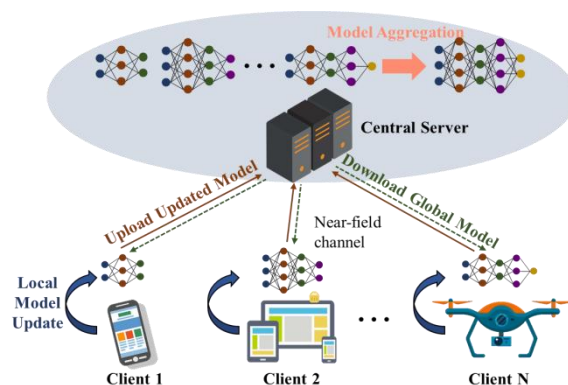 Model Aggregation
Central Server
Upload Updated Model
Download Global Model
Near-field
channel
Local
Model
Update
Client 1
Client 2
Client N